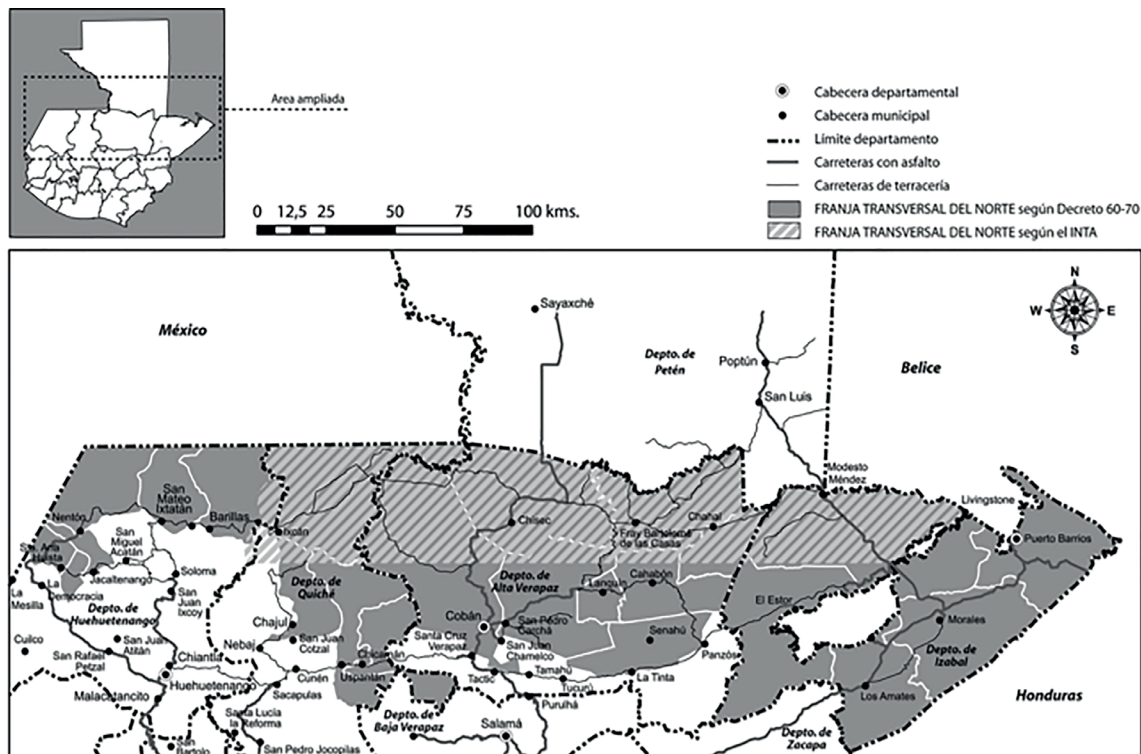 Area ampliada
Cabecera departamental
Cabecera municipal
Límite departamento
Carreteras con asfalto
Carreteras de terracería
FRANJA TRANSVERSAL DEL NORTE según Decreto 60-70
FRANJA TRANSVERSAL DEL NORTE según el INTA
0 12,5 25 50 75 100 kms.
N
W E
S
México
Sayaxché
Depto. de
Petén
Poptún
Belice
San Luis
Modesto
Méndez
Livingstone
Puerto Barrios
San
Mateo
Ixtatán
Nentón
Barillas
Ixcán
Chisec
Chahal
Fray Bartolomé
de las Casas
San
Miguel
Acatán
Sta. Ana
Huista
Jacaltenango
Soloma
La
Democracia
La
Mesilla
San
Juan
Ixcoy
Depto. de
Huehuetenango
Depto. de
Quiché
Depto. de
Alta Verapaz
Lanquín
Cahabón
El Estor
Cuilco
San Juan
Atitán
San Rafael
Petzal
Chiantla
Huehuetenango
Malacatancito
Chajul
Nebaj
San Juan
Cotzal
Chicamán
Cunén
Uspantán
Sacapulas
Cobán
Santa Cruz
Verapaz
San Pedro
Carchá
San Juan
Chamelco
Tactic
Tamahú
Tucurú
Senahú
Panzós
La Tinta
Purulhá
Morales
Depto. de
Izabal
Los Amates
Honduras
Santa Lucía
la Reforma
San
Bartolo
San Pedro Jocopilas
Depto. de
Baja Verapaz
Salamá
Depto. de
Zacapa